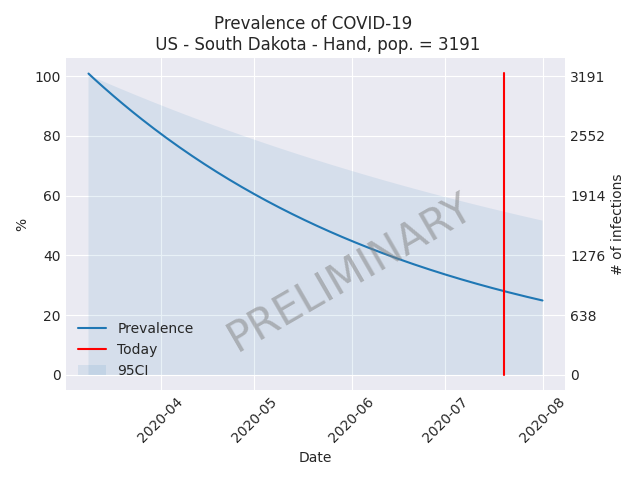 Prevalence of COVID-19
US - South Dakota - Hand, pop. = 3191
100
80
60
40
20
0
%
3191
2552
1914
1276
638
0
# of infections
PRELIMINARY
Prevalence
Today
95CI
2020-04
2020-05
2020-06
2020-07
2020-08
Date